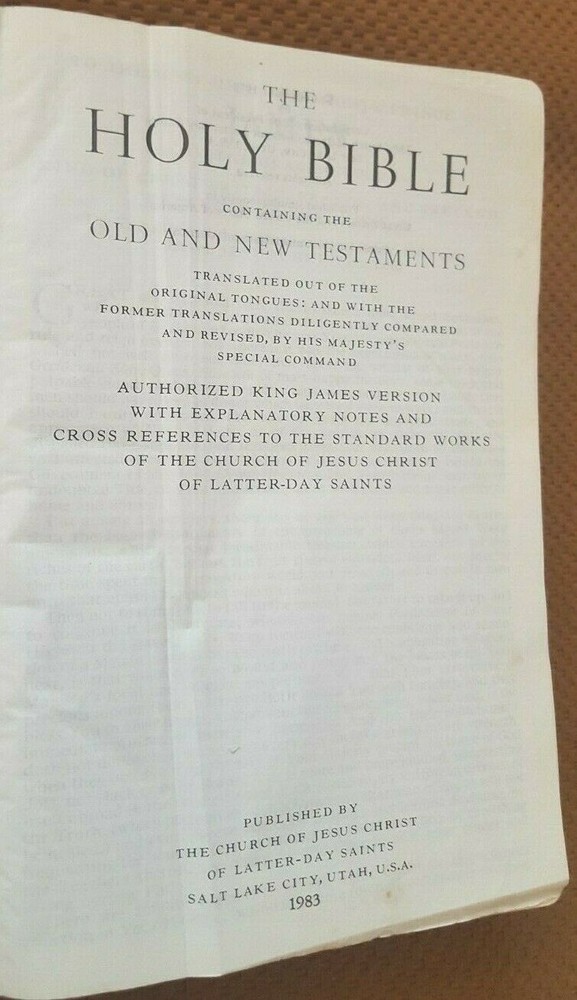 THE
HOLY BIBLE
CONTAINING THE
OLD AND NEW TESTAMENTS
TRANSLATED OUT OF THE
ORIGINAL TONGUES: AND WITH THE
FORMER TRANSLATIONS DILIGENTLY COMPARED
AND REVISED, BY HIS MAJESTY'S
SPECIAL COMMAND
AUTHORIZED KING JAMES VERSION
WITH EXPLANATORY NOTES AND
CROSS REFERENCES TO THE STANDARD WORKS
OF THE CHURCH OF JESUS CHRIST
OF LATTER-DAY SAINTS
PUBLISHED BY
THE CHURCH OF JESUS CHRIST
OF LATTER-DAY SAINTS
SALT LAKE CITY, UTAH, U.S.A.
1983